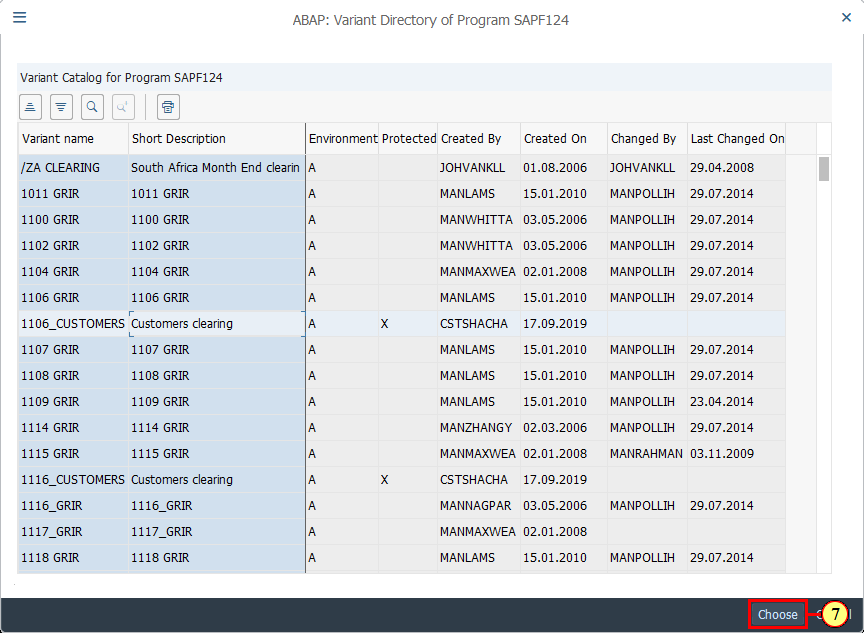 ABAP: Variant Directory of Program SAPF124
Variant Catalog for Program SAPF124
Variant name Short Description Environment Protected Created By Created On Changed By Last Changed On
/ZA CLEARING South Africa Month End clearin A JOHVANKLL 01.08.2006 JOHVANKLL 29.04.2008
1011 GRIR 1011 GRIR A MANLAMS 15.01.2010 MANPOLLIH 29.07.2014
1100 GRIR 1100 GRIR A MANWHITTA 03.05.2006 MANPOLLIH 29.07.2014
1102 GRIR 1102 GRIR A MANWHITTA 03.05.2006 MANPOLLIH 29.07.2014
1104 GRIR 1104 GRIR A MANMAXWEA 02.01.2008 MANPOLLIH 29.07.2014
1106 GRIR 1106 GRIR A MANLAMS 15.01.2010 MANPOLLIH 29.07.2014
1106_CUSTOMERS Customers clearing A X CSTSHACHA 17.09.2019
1107 GRIR 1107 GRIR A MANLAMS 15.01.2010 MANPOLLIH 29.07.2014
1108 GRIR 1108 GRIR A MANLAMS 15.01.2010 MANPOLLIH 29.07.2014
1109 GRIR 1109 GRIR A MANLAMS 15.01.2010 MANPOLLIH 23.04.2014
1114 GRIR 1114 GRIR A MANZHANGY 02.03.2006 MANPOLLIH 29.07.2014
1115 GRIR 1115 GRIR A MANMAXWEA 02.01.2008 MANRAHMAN 03.11.2009
1116_CUSTOMERS Customers clearing A X CSTSHACHA 17.09.2019
1116_GRIR 1116_GRIR A MANNAGPAR 03.05.2006 MANPOLLIH 29.07.2014
1117_GRIR 1117_GRIR A MANMAXWEA 02.01.2008
1118 GRIR 1118 GRIR A MANLAMS 15.01.2010 MANPOLLIH 29.07.2014
Choose 7